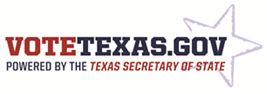 VOTETEXAS.GOV
POWERED BY THE TEXAS SECRETARY OF STATE